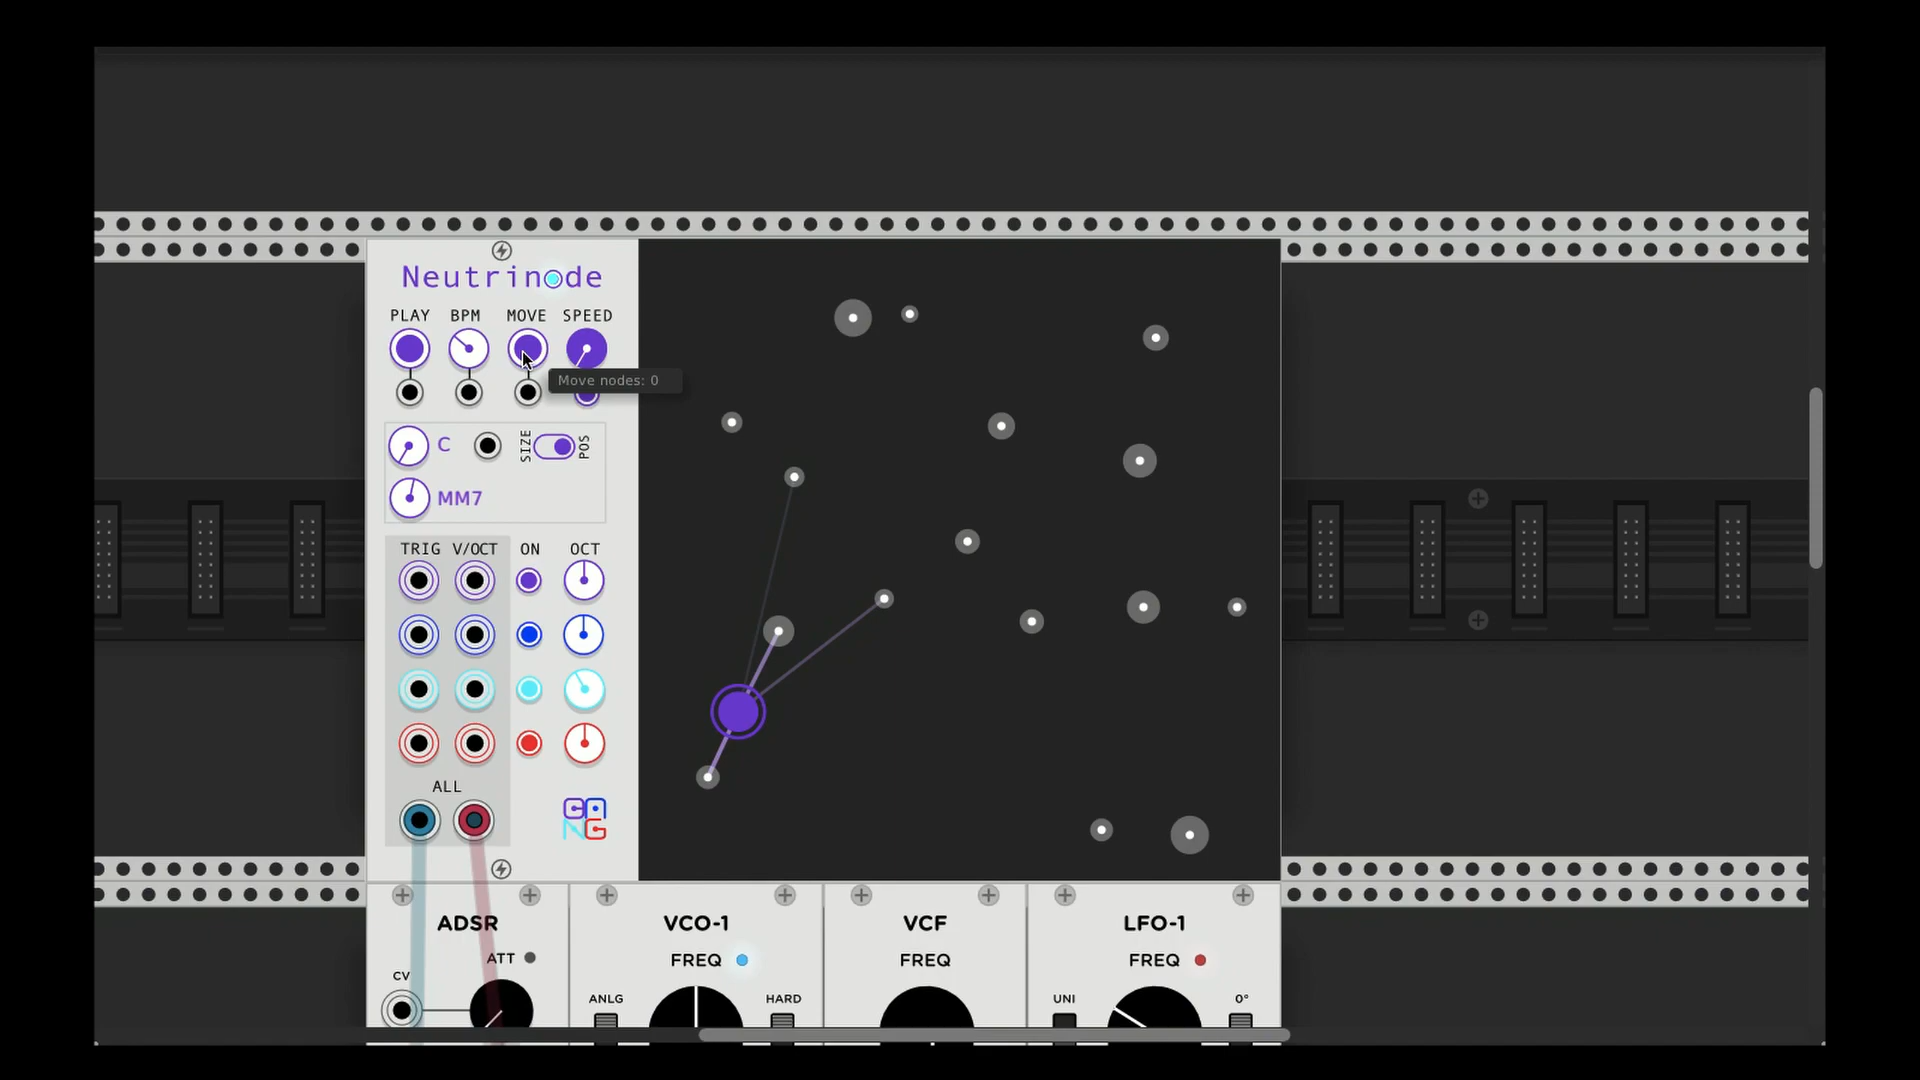 Neutrinode
PLAY BPM MOVE SPEED
Move nodes: 0
C SIZE POS
MM7
TRIG V/OCT ON OCT
ALL
CANG
ADSR VCO-1 VCF LFO-1
ATT FREQ FREQ FREQ
CV ANLG HARD UNI 0°